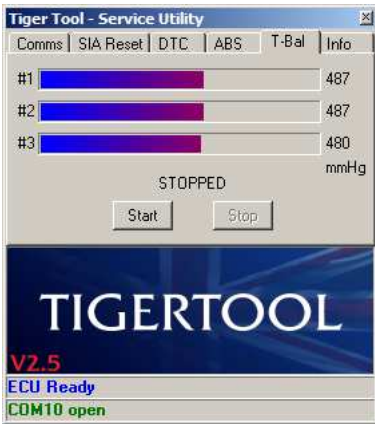 Tiger Tool - Service Utility
Comms SIA Reset DTC ABS T-Bal Info
#1 487
#2 487
#3 480
mmHg
STOPPED
Start Stop
TIGERTOOL
V2.5
ECU Ready
COM10 open